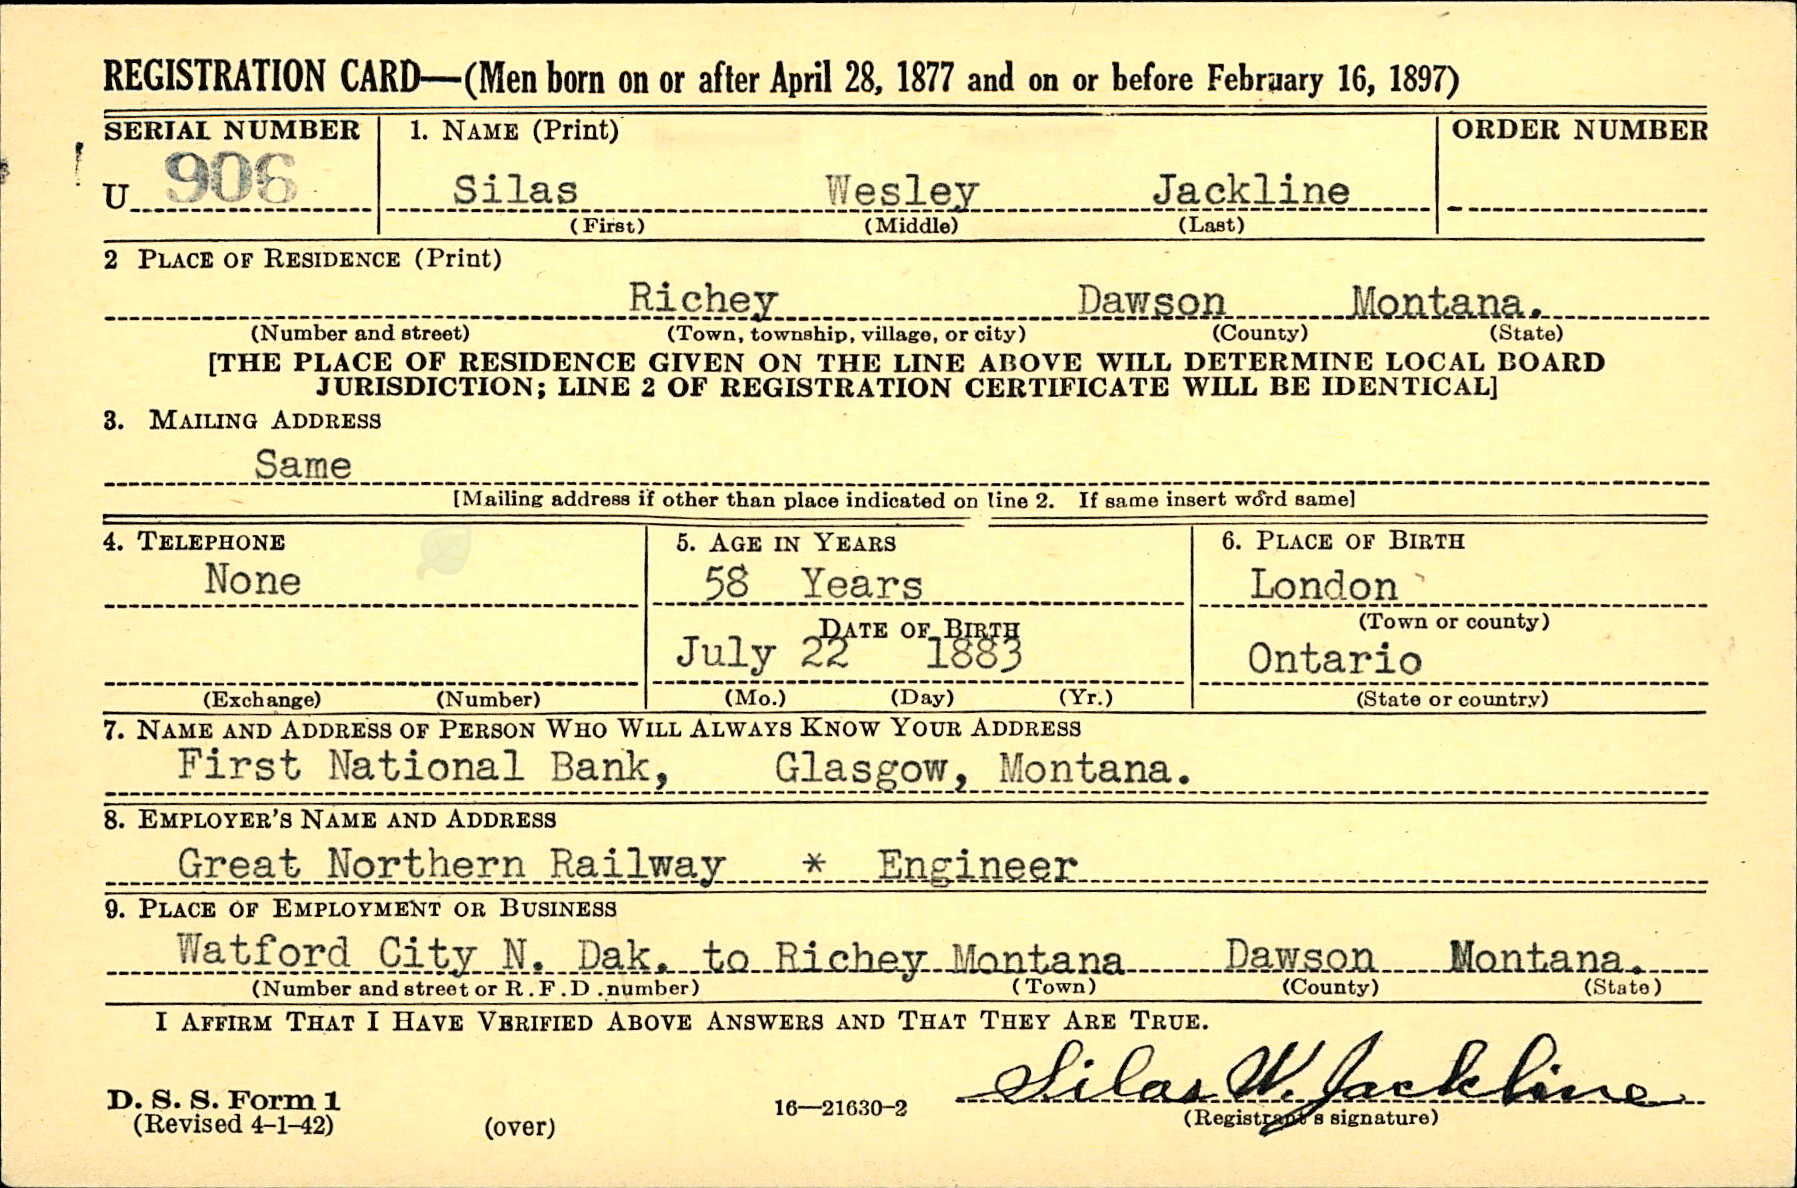 REGISTRATION CARD—(Men born on or after April 28, 1877 and on or before February 16, 1897)
SERIAL NUMBER 1. NAME (Print) ORDER NUMBER
U 906 Silas Wesley Jackline
(First) (Middle) (Last)
2 PLACE OF RESIDENCE (Print)
Richey Dawson Montana.
(Number and street) (Town, township, village, or city) (County) (State)
[THE PLACE OF RESIDENCE GIVEN ON THE LINE ABOVE WILL DETERMINE LOCAL BOARD
JURISDICTION; LINE 2 OF REGISTRATION CERTIFICATE WILL BE IDENTICAL]
3. MAILING ADDRESS
Same
[Mailing address if other than place indicated on line 2. If same insert word same]
4. TELEPHONE 5. AGE IN YEARS 6. PLACE OF BIRTH
None 58 Years London
(Town or county)
DATE OF BIRTH
July 22 1883 Ontario
(Exchange) (Number) (Mo.) (Day) (Yr.) (State or country)
7. NAME AND ADDRESS OF PERSON WHO WILL ALWAYS KNOW YOUR ADDRESS
First National Bank, Glasgow, Montana.
8. EMPLOYER'S NAME AND ADDRESS
Great Northern Railway * Engineer
9. PLACE OF EMPLOYMENT OR BUSINESS
Watford City N. Dak. to Richey Montana Dawson Montana.
(Number and street or R.F.D. number) (Town) (County) (State)
I AFFIRM THAT I HAVE VERIFIED ABOVE ANSWERS AND THAT THEY ARE TRUE.
Silas W. Jackline
D. S. S. Form 1 16—21630-2
(Registrant's signature)
(Revised 4-1-42) (over)